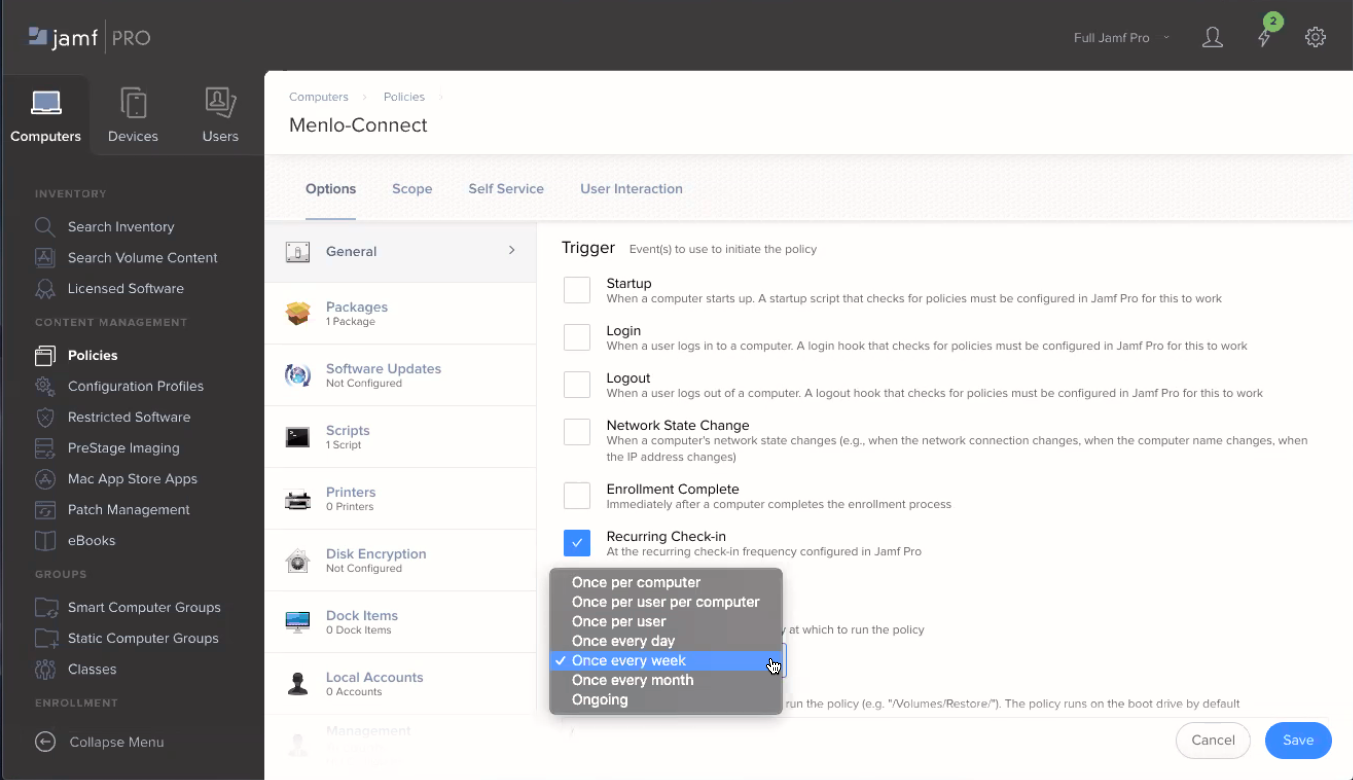 jamf PRO
Full Jamf Pro
2
Computers
Devices
Users
INVENTORY
Search Inventory
Search Volume Content
Licensed Software
CONTENT MANAGEMENT
Policies
Configuration Profiles
Restricted Software
PreStage Imaging
Mac App Store Apps
Patch Management
eBooks
GROUPS
Smart Computer Groups
Static Computer Groups
Classes
ENROLLMENT
Collapse Menu
Computers
Policies
Menlo-Connect
Options
Scope
Self Service
User Interaction
General
Packages
1 Package
Software Updates
Not Configured
Scripts
1 Script
Printers
0 Printers
Disk Encryption
Not Configured
Dock Items
0 Dock Items
Local Accounts
0 Accounts
Management
Trigger Event(s) to use to initiate the policy
Startup
When a computer starts up. A startup script that checks for policies must be configured in Jamf Pro for this to work
Login
When a user logs in to a computer. A login hook that checks for policies must be configured in Jamf Pro for this to work
Logout
When a user logs out of a computer. A logout hook that checks for policies must be configured in Jamf Pro for this to work
Network State Change
When a computer's network state changes (e.g., when the network connection changes, when the computer name changes, when
the IP address changes)
Enrollment Complete
Immediately after a computer completes the enrollment process
Recurring Check-in
At the recurring check-in frequency configured in Jamf Pro
Once per computer
Once per user per computer
Once per user
y at which to run the policy
Once every day
Once every week
Once every month
Ongoing
run the policy (e.g. "/Volumes/Restore/"). The policy runs on the boot drive by default
/
Cancel
Save